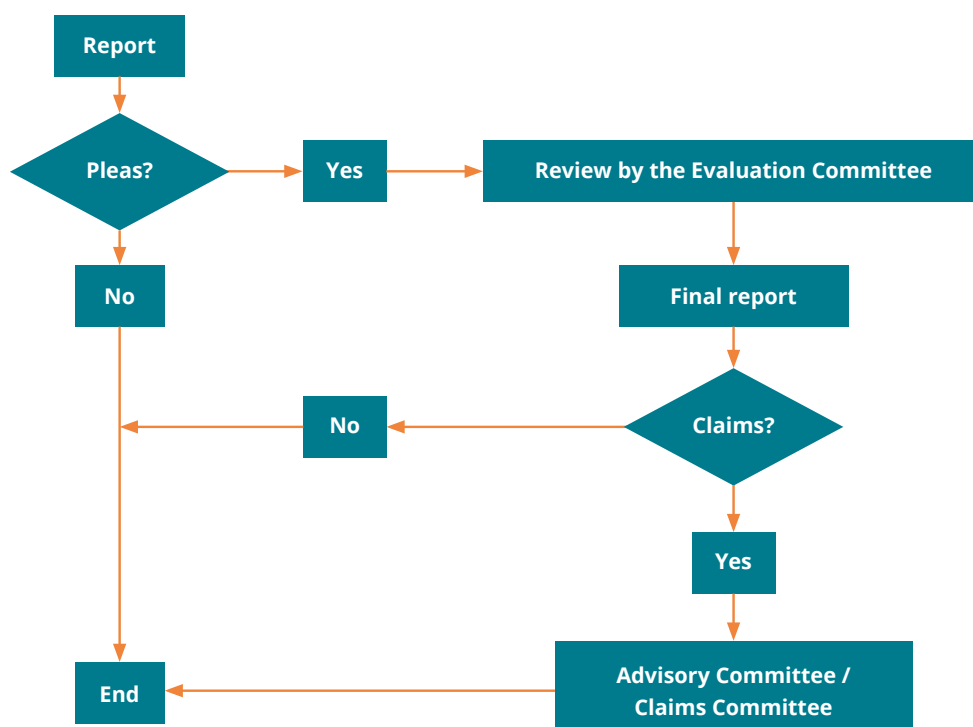 Report
Pleas?
Yes
Review by the Evaluation Committee
No
Final report
No
Claims?
Yes
End
Advisory Committee /
Claims Committee